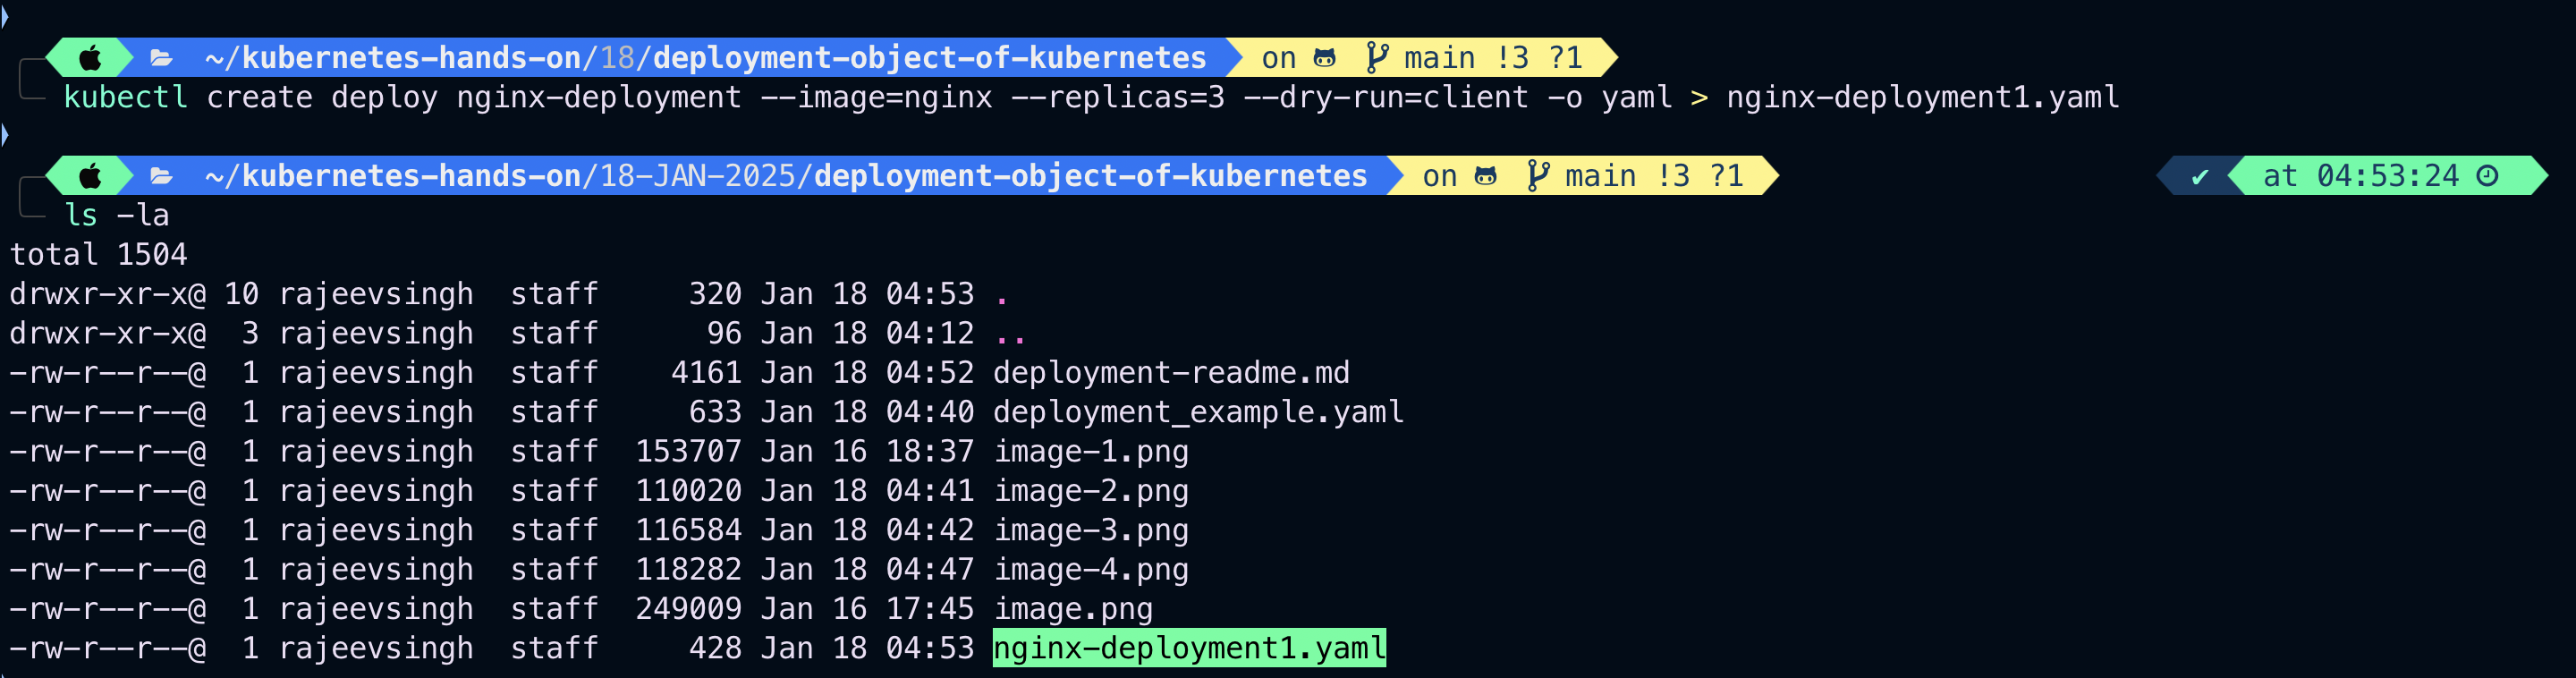 ~/kubernetes-hands-on/18/deployment-object-of-kubernetes on main !3 ?1
kubectl create deploy nginx-deployment --image=nginx --replicas=3 --dry-run=client -o yaml > nginx-deployment1.yaml
~/kubernetes-hands-on/18-JAN-2025/deployment-object-of-kubernetes on main !3 ?1 ✔ at 04:53:24
ls -la
total 1504
drwxr-xr-x@ 10 rajeevsingh staff 320 Jan 18 04:53 .
drwxr-xr-x@ 3 rajeevsingh staff 96 Jan 18 04:12 ..
-rw-r--r--@ 1 rajeevsingh staff 4161 Jan 18 04:52 deployment-readme.md
-rw-r--r--@ 1 rajeevsingh staff 633 Jan 18 04:40 deployment_example.yaml
-rw-r--r--@ 1 rajeevsingh staff 153707 Jan 16 18:37 image-1.png
-rw-r--r--@ 1 rajeevsingh staff 110020 Jan 18 04:41 image-2.png
-rw-r--r--@ 1 rajeevsingh staff 116584 Jan 18 04:42 image-3.png
-rw-r--r--@ 1 rajeevsingh staff 118282 Jan 18 04:47 image-4.png
-rw-r--r--@ 1 rajeevsingh staff 249009 Jan 16 17:45 image.png
-rw-r--r--@ 1 rajeevsingh staff 428 Jan 18 04:53 nginx-deployment1.yaml